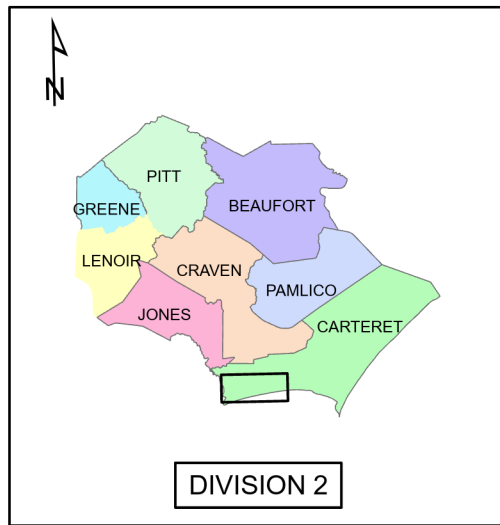 N
PITT
GREENE
BEAUFORT
LENOIR
CRAVEN
PAMLICO
JONES
CARTERET
DIVISION 2